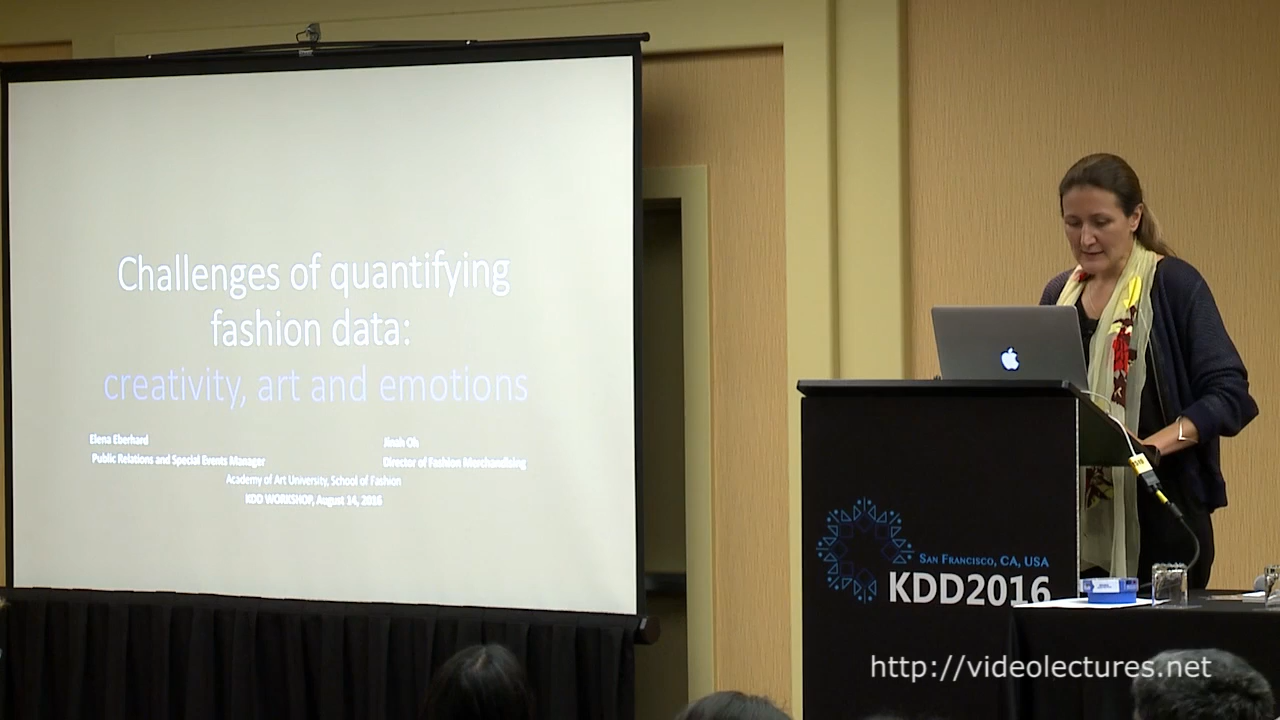 Challenges of quantifying
fashion data:
creativity, art and emotions
Elena Eberhard
Jinah Oh
Public Relations and Special Events Manager
Director of Fashion Merchandising
Academy of Art University, School of Fashion
KDD WORKSHOP, August 14, 2016
SAN FRANCISCO, CA, USA
KDD2016
http://videolectures.net